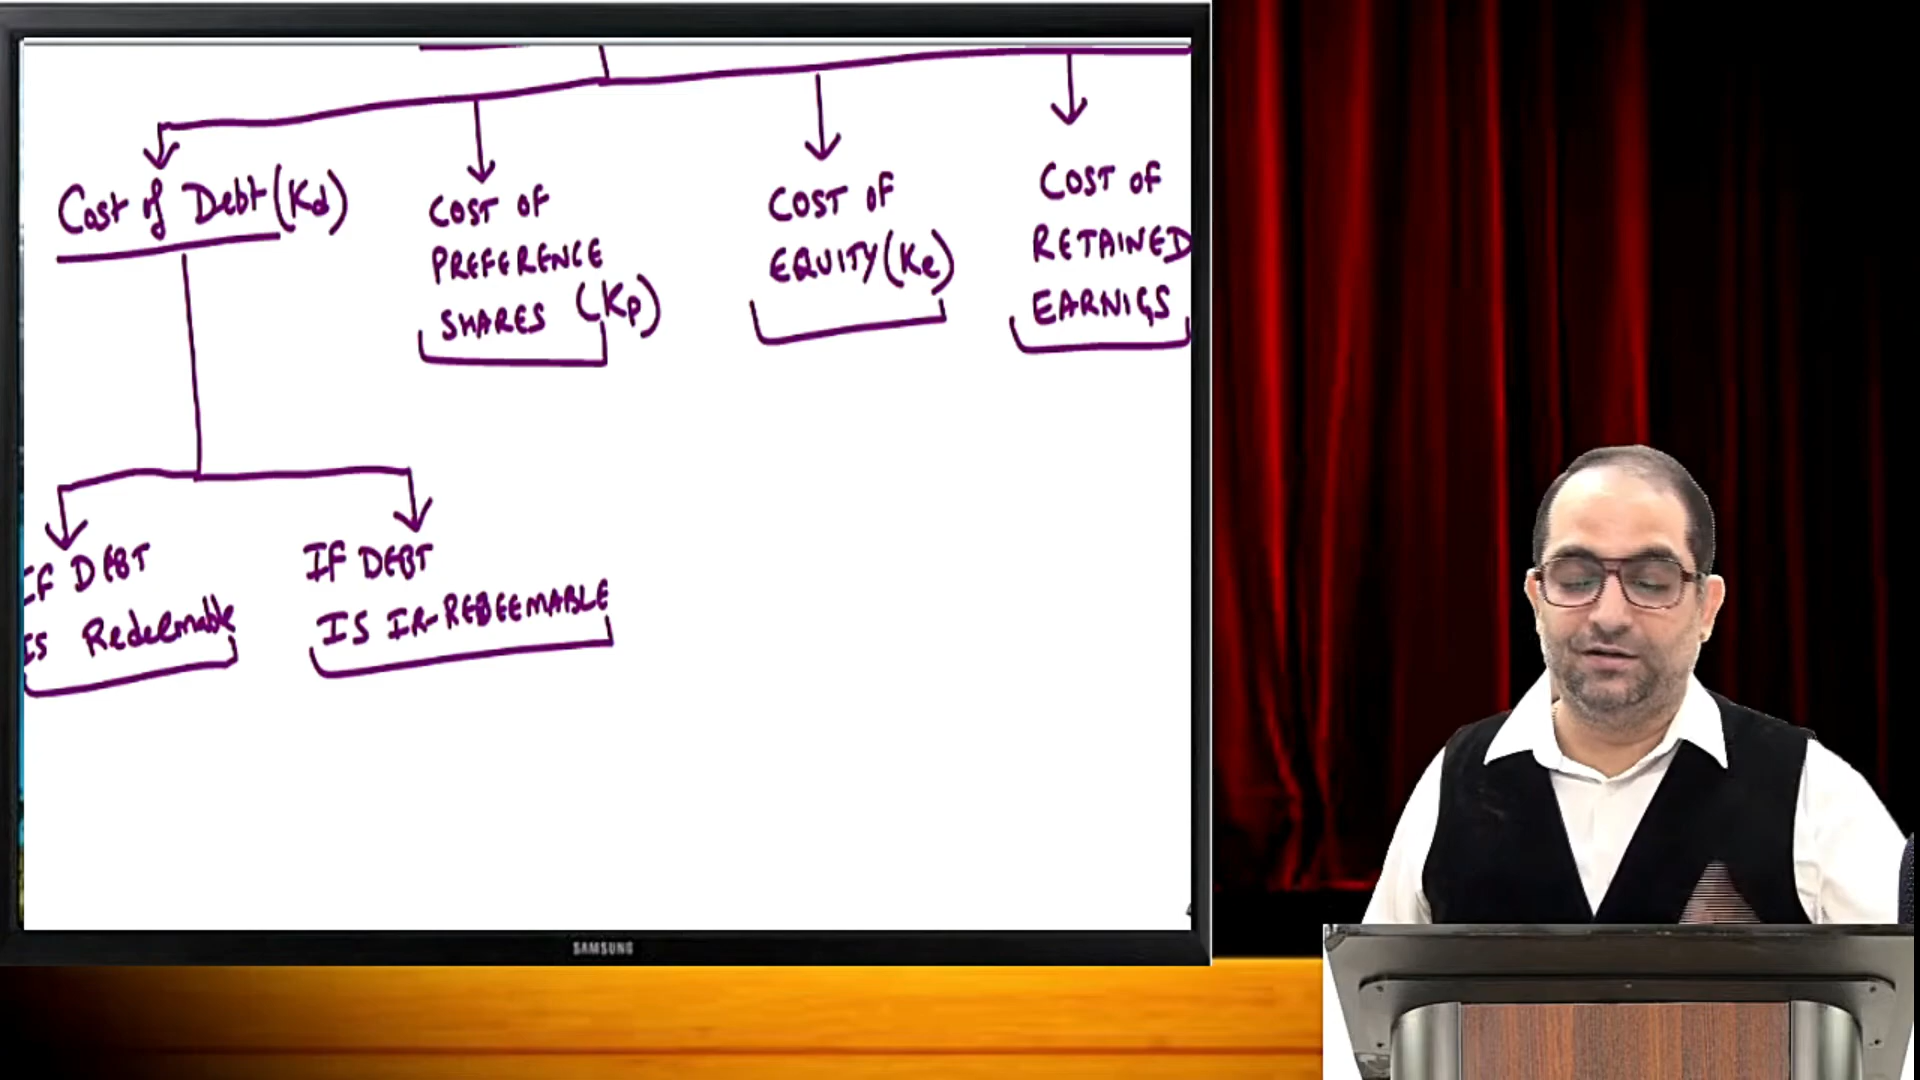 Cost of Debt (Kd)
COST OF
PREFERENCE
SHARES (Kp)
COST OF
EQUITY (Ke)
COST OF
RETAINED
EARNIGS
IF DEBT
IS Redeemable
IF DEBT
IS IR-REDEEMABLE
SAMSUNG